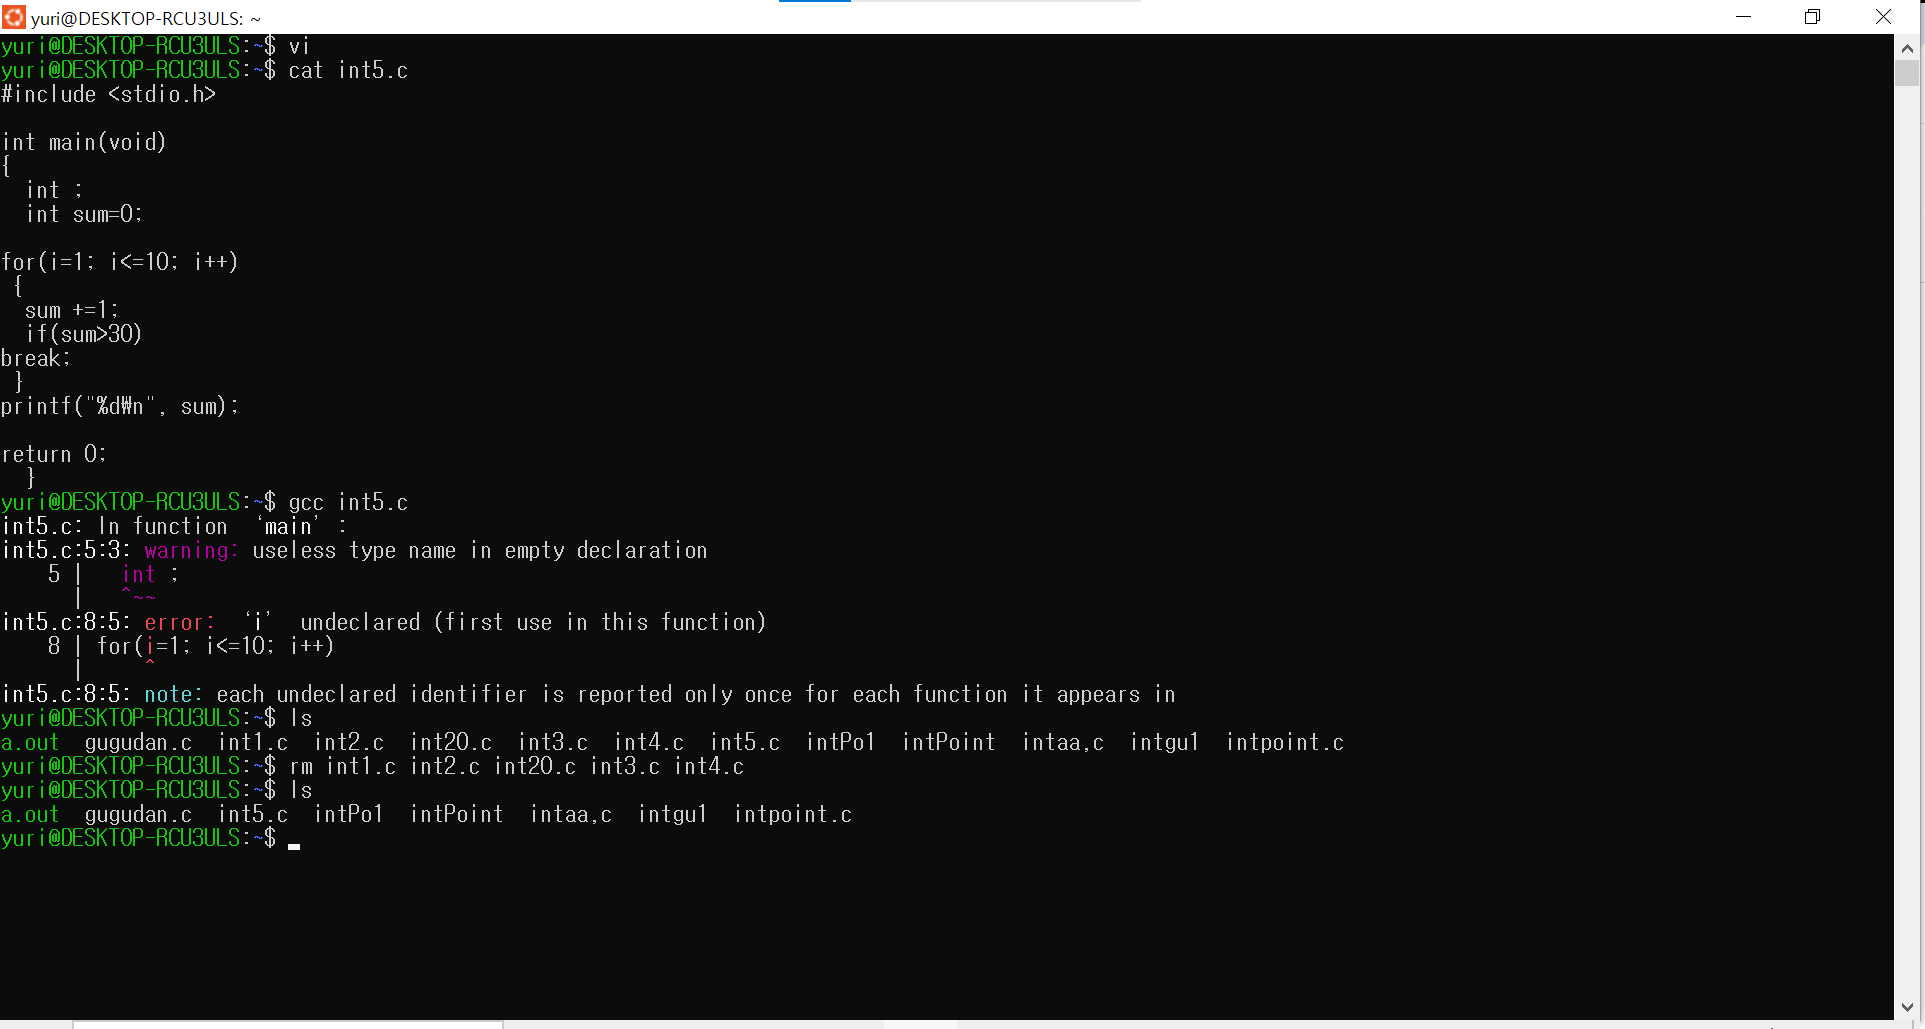 yuri@DESKTOP-RCU3ULS: ~
yuri@DESKTOP-RCU3ULS:~$ vi
yuri@DESKTOP-RCU3ULS:~$ cat int5.c
#include <stdio.h>
int main(void)
{
int ;
int sum=0;
for(i=1; i<=10; i++)
{
sum +=1;
if(sum>30)
break;
}
printf("%d₩n", sum);
return 0;
}
yuri@DESKTOP-RCU3ULS:~$ gcc int5.c
int5.c: In function ‘main’:
int5.c:5:3: warning: useless type name in empty declaration
5 | int ;
| ^~~
int5.c:8:5: error: ‘i’ undeclared (first use in this function)
8 | for(i=1; i<=10; i++)
| ^
int5.c:8:5: note: each undeclared identifier is reported only once for each function it appears in
yuri@DESKTOP-RCU3ULS:~$ ls
a.out gugudan.c int1.c int2.c int20.c int3.c int4.c int5.c intPo1 intPoint intaa,c intgu1 intpoint.c
yuri@DESKTOP-RCU3ULS:~$ rm int1.c int2.c int20.c int3.c int4.c
yuri@DESKTOP-RCU3ULS:~$ ls
a.out gugudan.c int5.c intPo1 intPoint intaa,c intgu1 intpoint.c
yuri@DESKTOP-RCU3ULS:~$